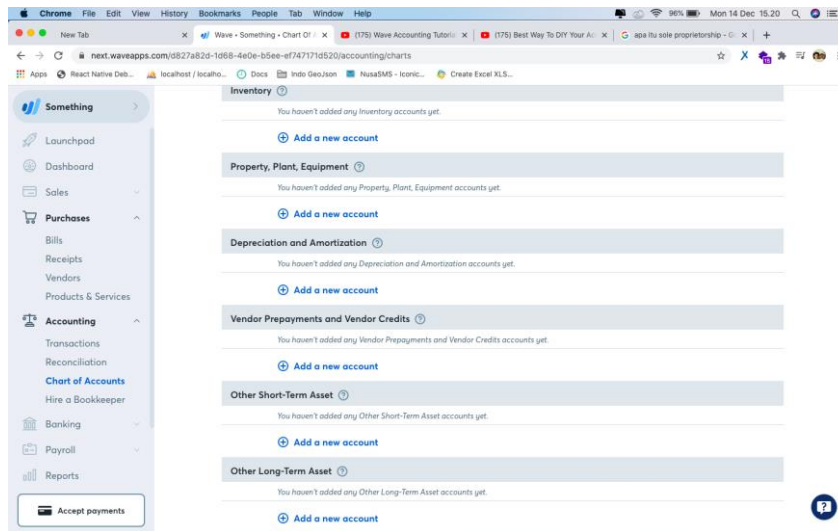 Chrome File Edit View History Bookmarks People Tab Window Help 96% Mon 14 Dec 15.20
New Tab Wave • Something • Chart Of (175) Wave Accounting Tutoria (175) Best Way To DIY Your Ac apa itu sole proprietorship - G
next.waveapps.com/d827a82d-1d68-4e0e-b5ee-ef747171d520/accounting/charts
Apps React Native Deb... localhost / localho... Docs Indo GeoJson NusaSMS - Iconic... Create Excel XLS...
Something
Launchpad
Dashboard
Sales
Purchases
Bills
Receipts
Vendors
Products & Services
Accounting
Transactions
Reconciliation
Chart of Accounts
Hire a Bookkeeper
Banking
Payroll
Reports
Accept payments
Inventory
You haven't added any Inventory accounts yet.
Add a new account
Property, Plant, Equipment
You haven't added any Property, Plant, Equipment accounts yet.
Add a new account
Depreciation and Amortization
You haven't added any Depreciation and Amortization accounts yet.
Add a new account
Vendor Prepayments and Vendor Credits
You haven't added any Vendor Prepayments and Vendor Credits accounts yet.
Add a new account
Other Short-Term Asset
You haven't added any Other Short-Term Asset accounts yet.
Add a new account
Other Long-Term Asset
You haven't added any Other Long-Term Asset accounts yet.
Add a new account